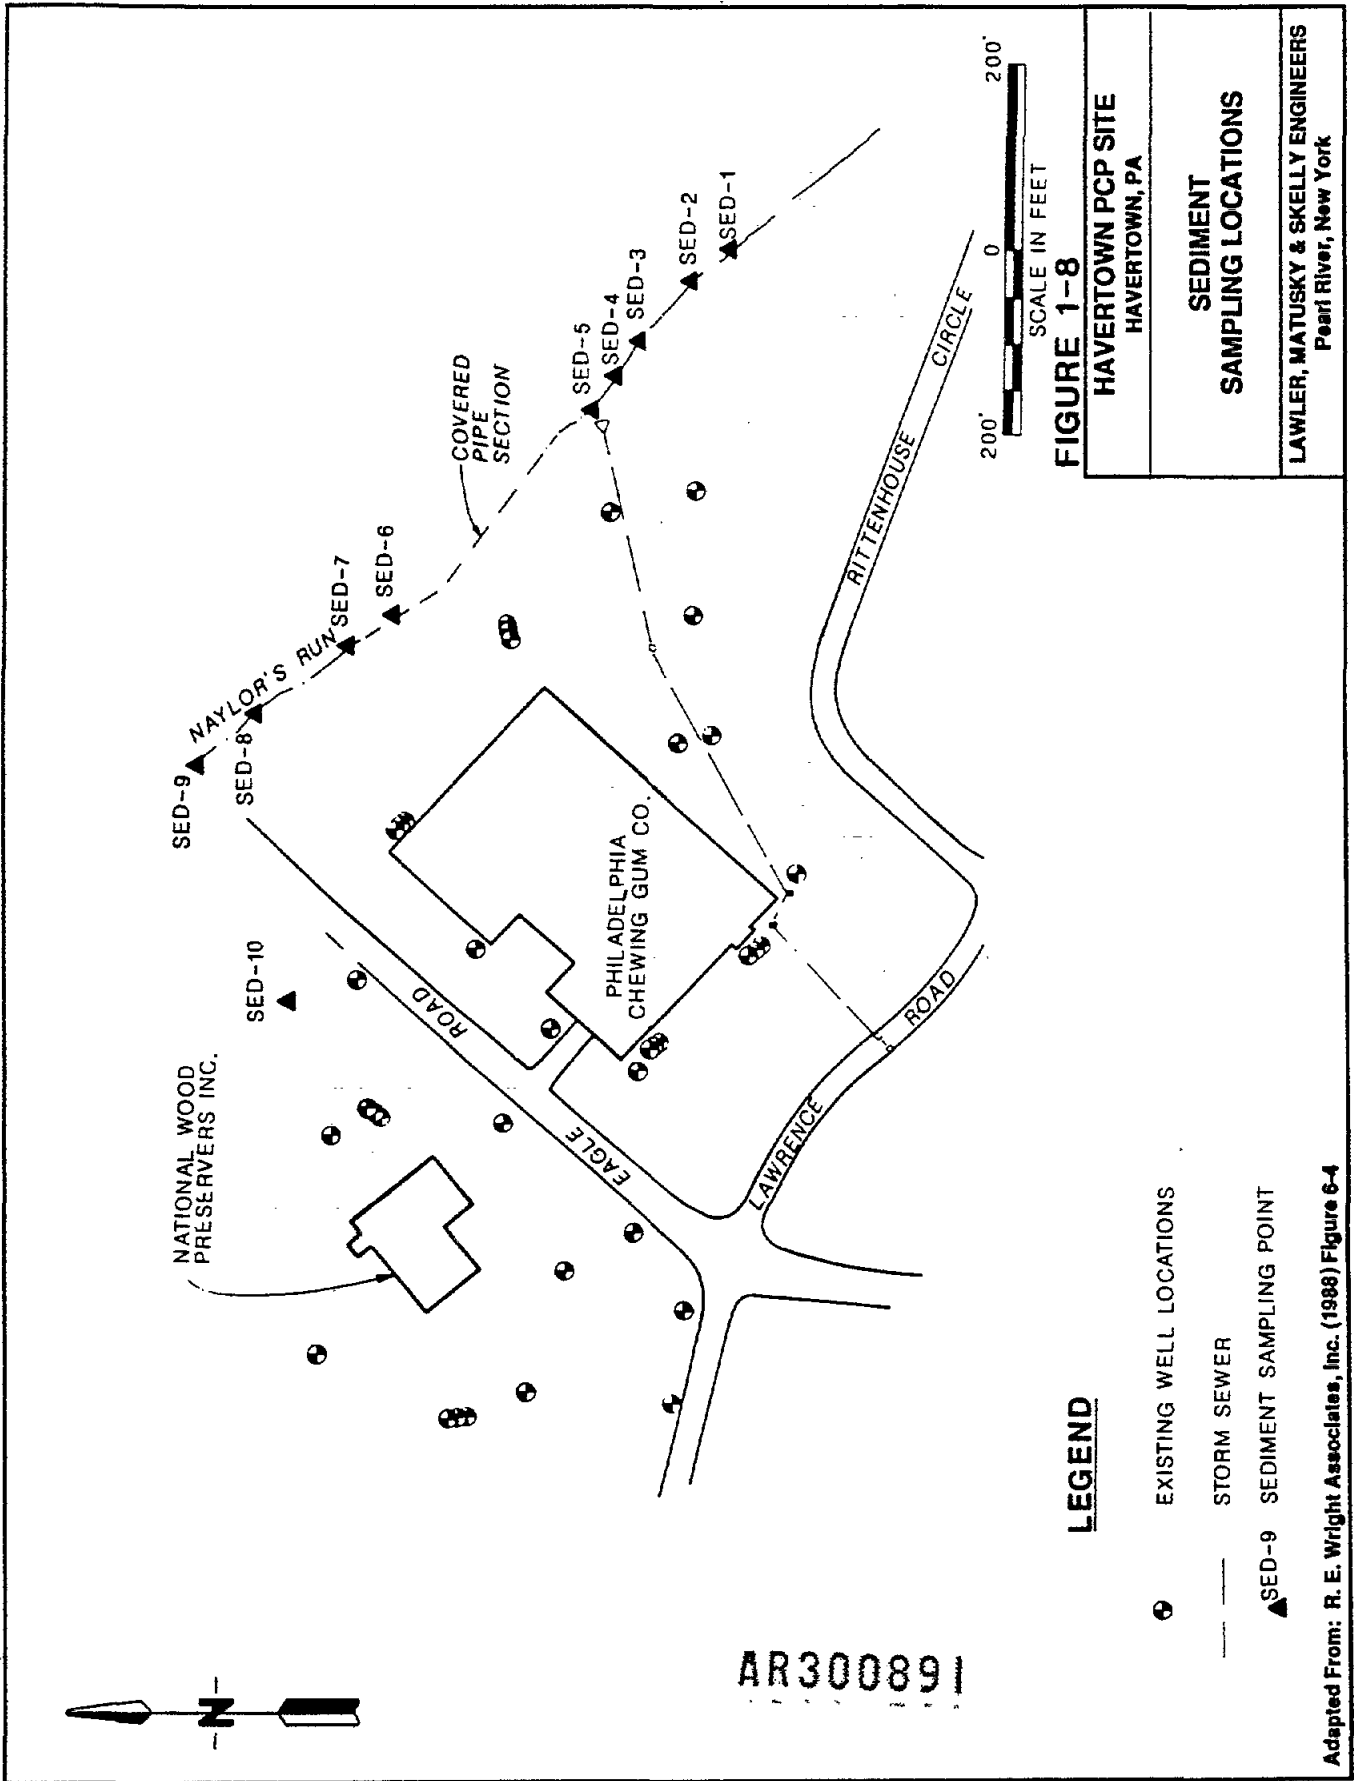 NATIONAL WOOD
PRESERVERS INC.
SED-10
SED-9
SED-8
NAYLOR'S RUN
SED-7
SED-6
COVERED
PIPE
SECTION
SED-5
SED-4
SED-3
SED-2
SED-1
PHILADELPHIA
CHEWING GUM CO.
EAGLE
ROAD
LAWRENCE
ROAD
RITTENHOUSE
CIRCLE
N
LEGEND
EXISTING WELL LOCATIONS
STORM SEWER
SED-9 SEDIMENT SAMPLING POINT
200' 0 200'
SCALE IN FEET
FIGURE 1-8
HAVERTOWN PCP SITE
HAVERTOWN, PA
SEDIMENT
SAMPLING LOCATIONS
LAWLER, MATUSKY & SKELLY ENGINEERS
Pearl River, New York
Adapted From: R. E. Wright Associates, Inc. (1988) Figure 6-4
AR300891